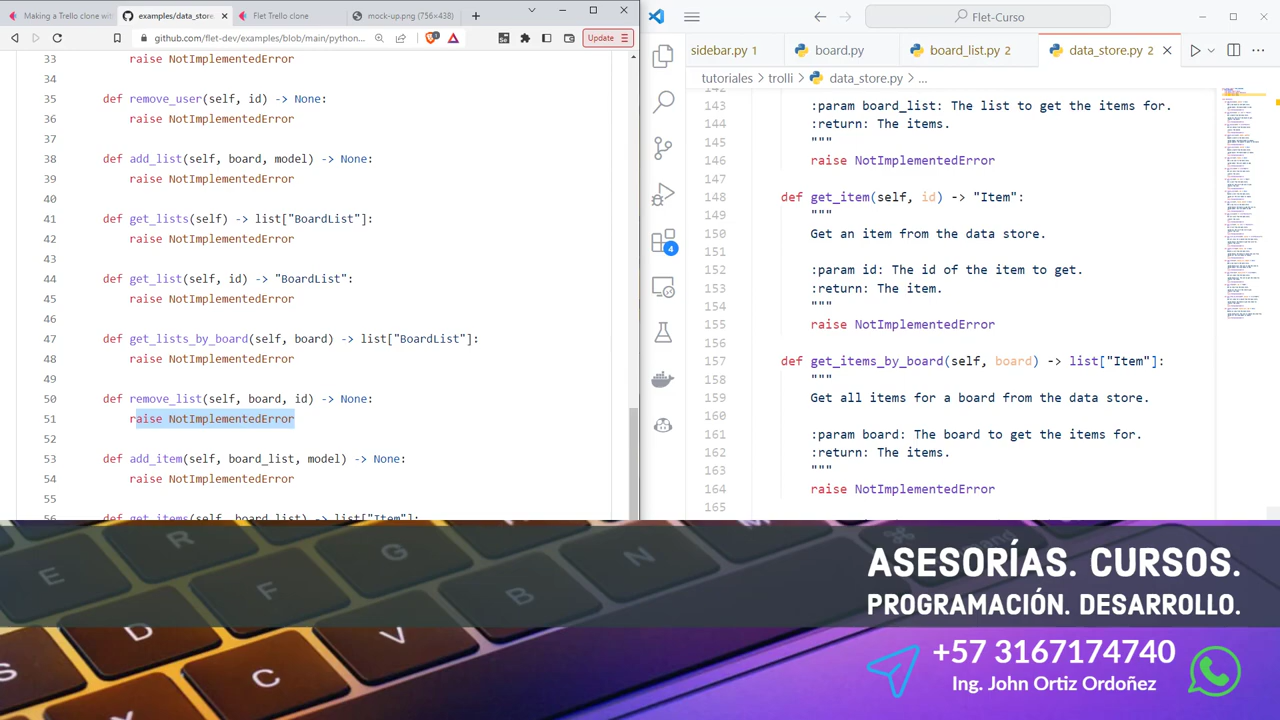 Making a Trello clone with
examples/data_store
Flet Trello clone
mock-up.png (756×438)
github.com/flet-dev/examples/blob/main/python...
Update
33 raise NotImplementedError
34
35 def remove_user(self, id) -> None:
36 raise NotImplementedError
37
38 def add_list(self, board, model) -> None:
39 raise NotImplementedError
40
41 def get_lists(self) -> list["BoardList"
42 raise NotImplementedError
43
44 def get_list(self, id) -> "BoardList"
45 raise NotImplementedError
46
47 def get_lists_by_board(self, board) -> list["BoardList"]:
48 raise NotImplementedError
49
50 def remove_list(self, board, id) -> None:
51 raise NotImplementedError
52
53 def add_item(self, board_list, model) -> None:
54 raise NotImplementedError
55
56 def get_items(self, board_list) -> list["Item"]:
Flet-Curso
sidebar.py 1
board.py
board_list.py 2
data_store.py 2
tutoriales > trolli > data_store.py > ...
142
143 :param board_list: The list to get the items for.
144 :return: The items.
145 """
146 raise NotImplementedError
147
148 def get_item(self, id) -> "Item":
149 """
150 Get an item from the data store.
151
152 :param id: The id of the item to get.
153 :return: The item.
154 """
155 raise NotImplementedError
156
157 def get_items_by_board(self, board) -> list["Item"]:
158 """
159 Get all items for a board from the data store.
160
161 :param board: The board to get the items for.
162 :return: The items.
163 """
164 raise NotImplementedError
165
4
ASESORÍAS. CURSOS.
PROGRAMACIÓN. DESARROLLO.
+57 3167174740
Ing. John Ortiz Ordoñez